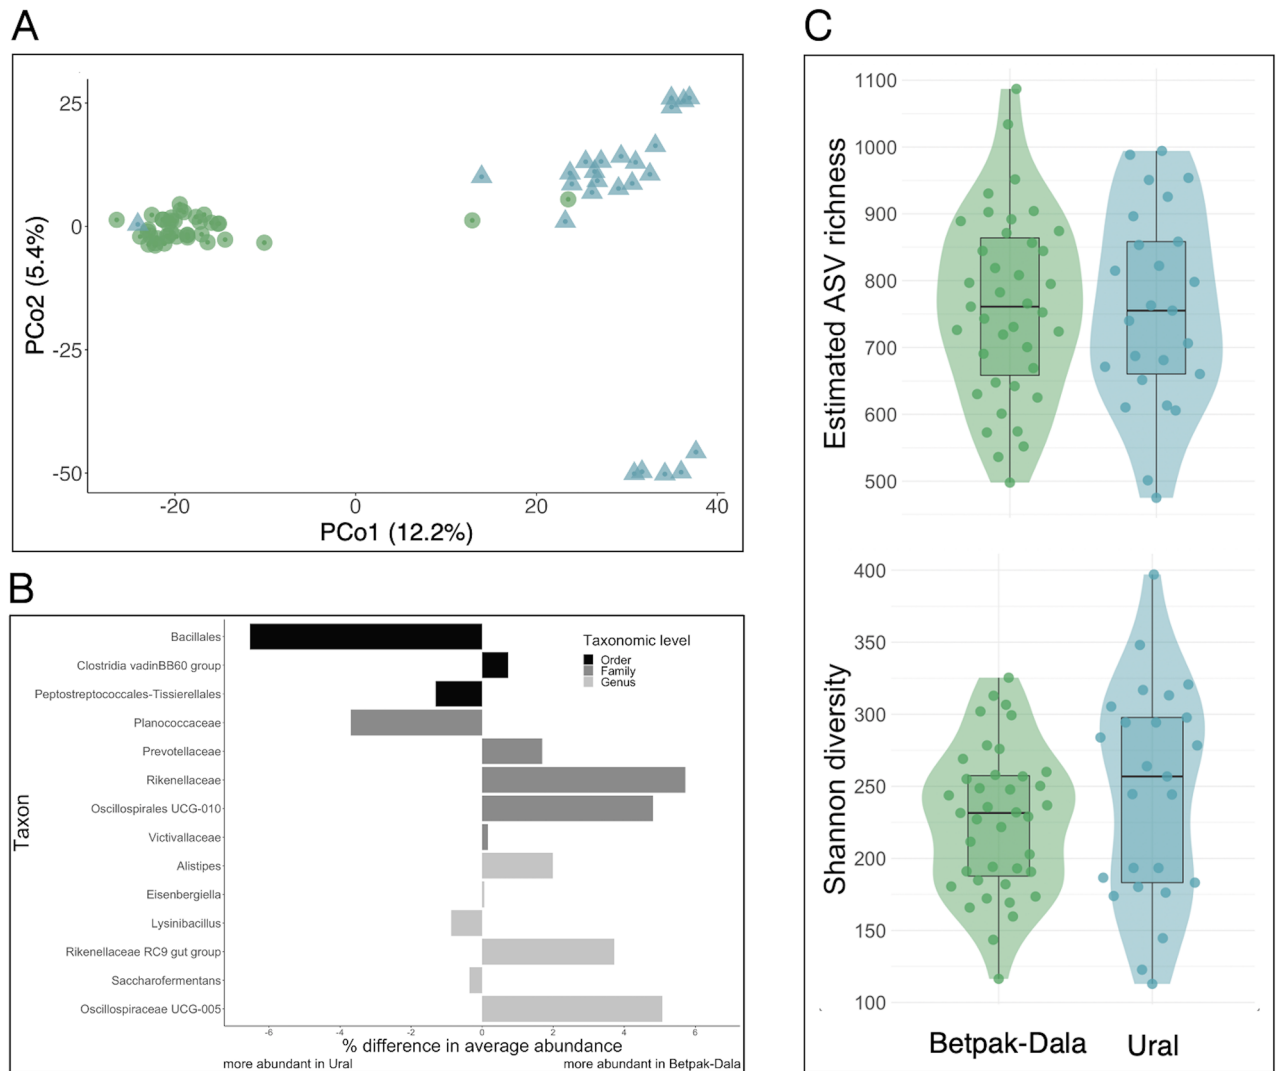 A
25
0
-25
-50
PCo2 (5.4%)
-20
0
20
40
PCo1 (12.2%)
B
Taxon
Bacillales
Clostridia vadinBB60 group
Peptostreptococcales-Tissierellales
Planococcaceae
Prevotellaceae
Rikenellaceae
Oscillospirales UCG-010
Victivallaceae
Alistipes
Eisenbergiella
Lysinibacillus
Rikenellaceae RC9 gut group
Saccharofermentans
Oscillospiraceae UCG-005
Taxonomic level
Order
Family
Genus
-6
-4
-2
0
2
4
6
% difference in average abundance
more abundant in Ural
more abundant in Betpak-Dala
C
Estimated ASV richness
1100
1000
900
800
700
600
500
Shannon diversity
400
350
300
250
200
150
100
Betpak-Dala
Ural